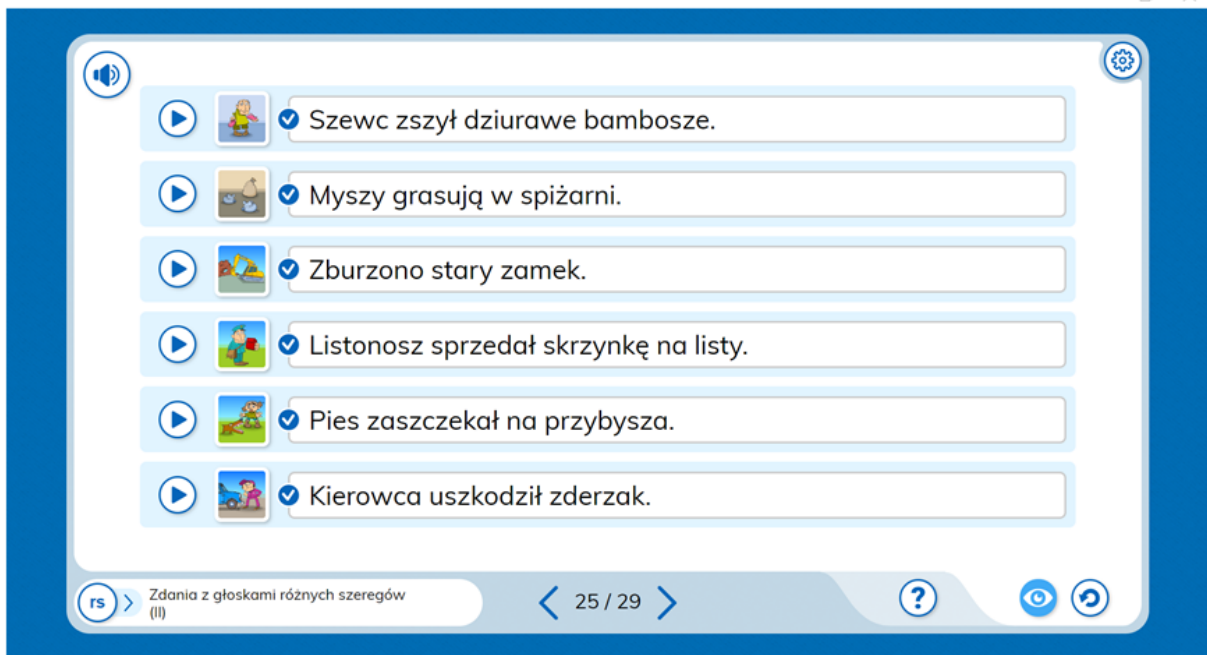 Szewc zszył dziurawe bambosze.
Myszy grasują w spiżarni.
Zburzono stary zamek.
Listonosz sprzedał skrzynkę na listy.
Pies zaszczekał na przybysza.
Kierowca uszkodził zderzak.
rs
Zdania z głoskami różnych szeregów
(II)
25 / 29
?